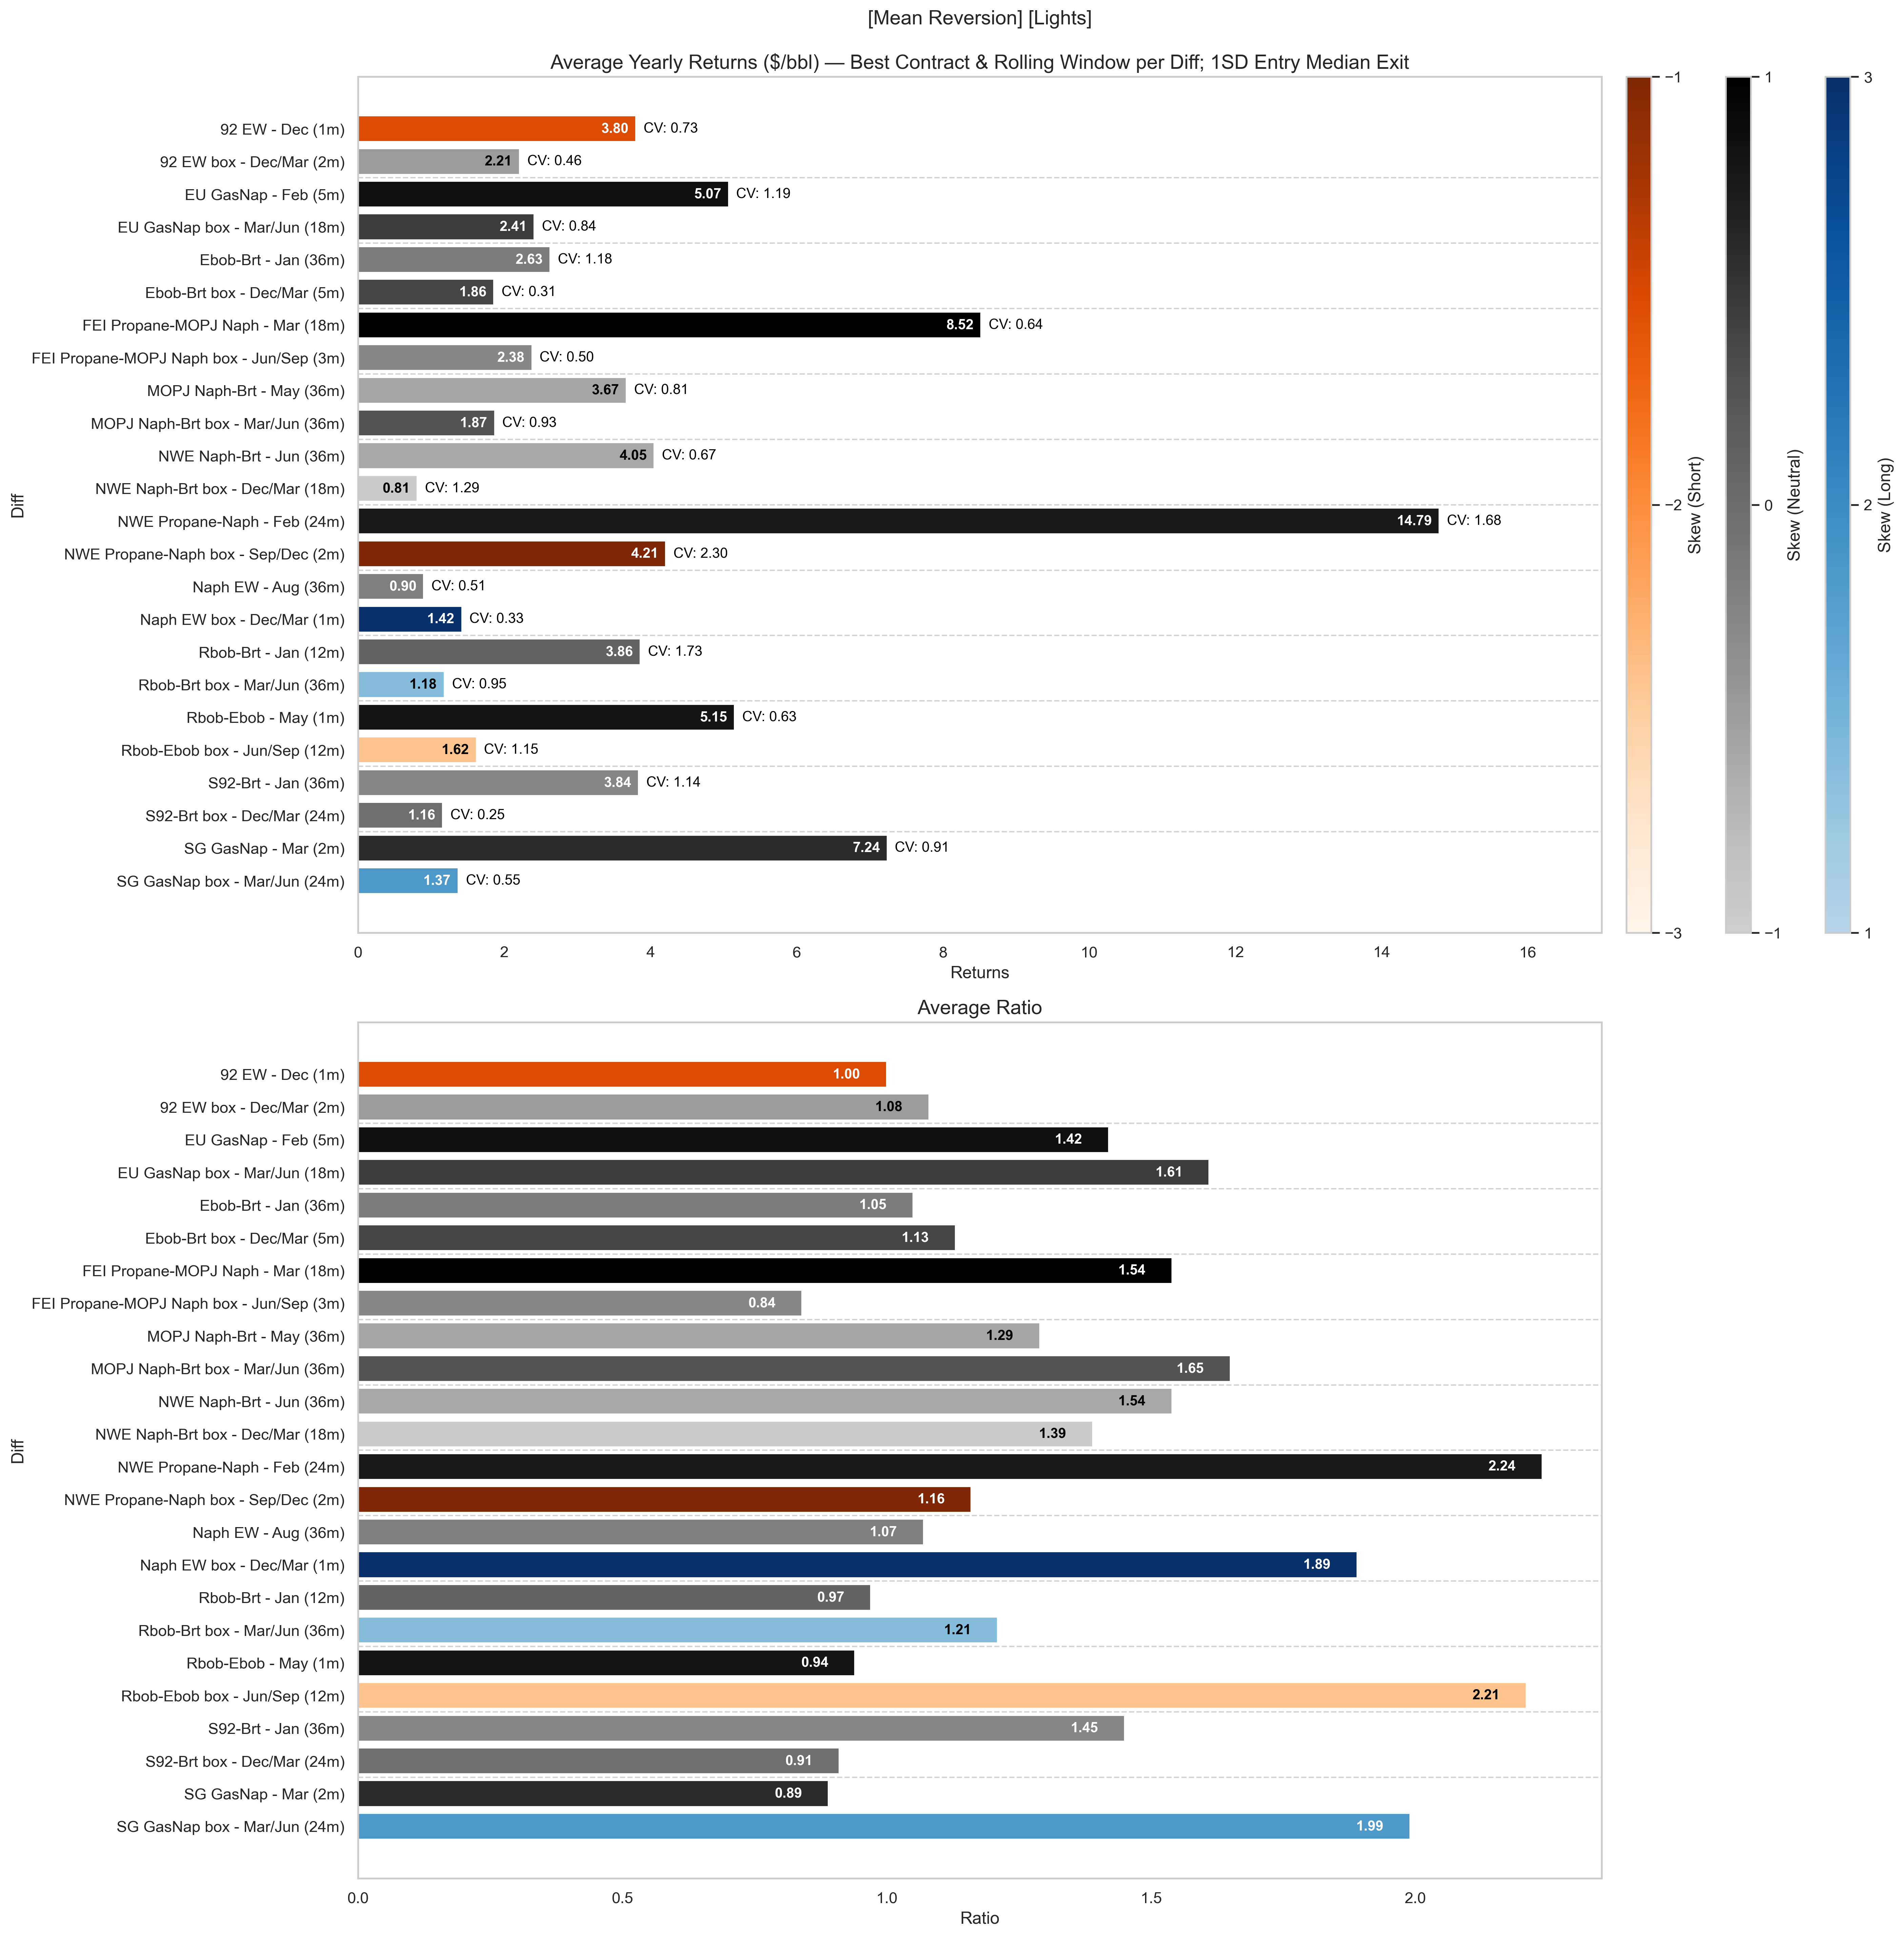 [Mean Reversion] [Lights]
Average Yearly Returns ($/bbl) — Best Contract & Rolling Window per Diff; 1SD Entry Median Exit
Diff
92 EW - Dec (1m) 3.80 CV: 0.73
92 EW box - Dec/Mar (2m) 2.21 CV: 0.46
EU GasNap - Feb (5m) 5.07 CV: 1.19
EU GasNap box - Mar/Jun (18m) 2.41 CV: 0.84
Ebob-Brt - Jan (36m) 2.63 CV: 1.18
Ebob-Brt box - Dec/Mar (5m) 1.86 CV: 0.31
FEI Propane-MOPJ Naph - Mar (18m) 8.52 CV: 0.64
FEI Propane-MOPJ Naph box - Jun/Sep (3m) 2.38 CV: 0.50
MOPJ Naph-Brt - May (36m) 3.67 CV: 0.81
MOPJ Naph-Brt box - Mar/Jun (36m) 1.87 CV: 0.93
NWE Naph-Brt - Jun (36m) 4.05 CV: 0.67
NWE Naph-Brt box - Dec/Mar (18m) 0.81 CV: 1.29
NWE Propane-Naph - Feb (24m) 14.79 CV: 1.68
NWE Propane-Naph box - Sep/Dec (2m) 4.21 CV: 2.30
Naph EW - Aug (36m) 0.90 CV: 0.51
Naph EW box - Dec/Mar (1m) 1.42 CV: 0.33
Rbob-Brt - Jan (12m) 3.86 CV: 1.73
Rbob-Brt box - Mar/Jun (36m) 1.18 CV: 0.95
Rbob-Ebob - May (1m) 5.15 CV: 0.63
Rbob-Ebob box - Jun/Sep (12m) 1.62 CV: 1.15
S92-Brt - Jan (36m) 3.84 CV: 1.14
S92-Brt box - Dec/Mar (24m) 1.16 CV: 0.25
SG GasNap - Mar (2m) 7.24 CV: 0.91
SG GasNap box - Mar/Jun (24m) 1.37 CV: 0.55
0 2 4 6 8 10 12 14 16
Returns
−1
−2
−3
Skew (Short)
1
0
−1
Skew (Neutral)
3
2
1
Skew (Long)
Average Ratio
Diff
92 EW - Dec (1m) 1.00
92 EW box - Dec/Mar (2m) 1.08
EU GasNap - Feb (5m) 1.42
EU GasNap box - Mar/Jun (18m) 1.61
Ebob-Brt - Jan (36m) 1.05
Ebob-Brt box - Dec/Mar (5m) 1.13
FEI Propane-MOPJ Naph - Mar (18m) 1.54
FEI Propane-MOPJ Naph box - Jun/Sep (3m) 0.84
MOPJ Naph-Brt - May (36m) 1.29
MOPJ Naph-Brt box - Mar/Jun (36m) 1.65
NWE Naph-Brt - Jun (36m) 1.54
NWE Naph-Brt box - Dec/Mar (18m) 1.39
NWE Propane-Naph - Feb (24m) 2.24
NWE Propane-Naph box - Sep/Dec (2m) 1.16
Naph EW - Aug (36m) 1.07
Naph EW box - Dec/Mar (1m) 1.89
Rbob-Brt - Jan (12m) 0.97
Rbob-Brt box - Mar/Jun (36m) 1.21
Rbob-Ebob - May (1m) 0.94
Rbob-Ebob box - Jun/Sep (12m) 2.21
S92-Brt - Jan (36m) 1.45
S92-Brt box - Dec/Mar (24m) 0.91
SG GasNap - Mar (2m) 0.89
SG GasNap box - Mar/Jun (24m) 1.99
0.0 0.5 1.0 1.5 2.0
Ratio